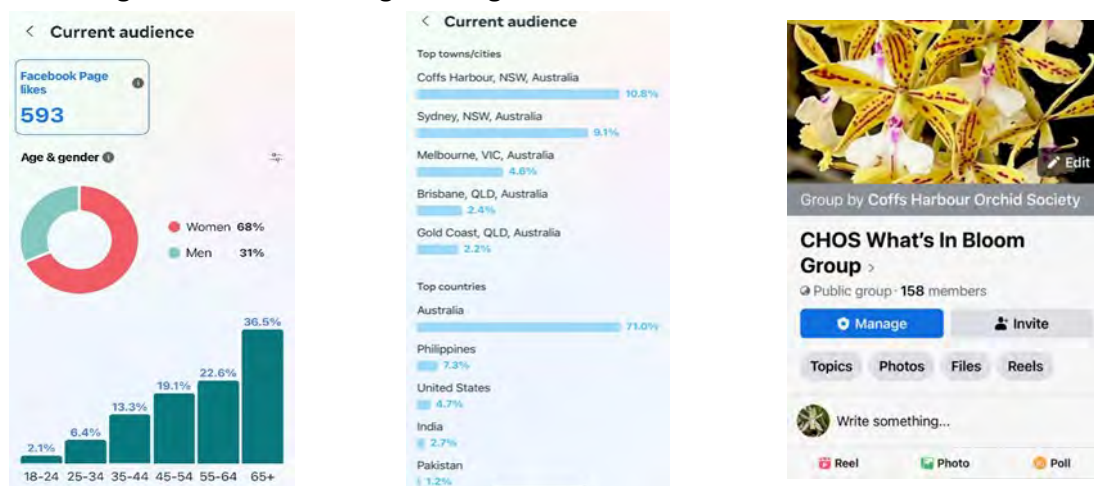 < Current audience
Facebook Page
likes
593
Age & gender
Women 68%
Men 31%
36.5%
22.6%
19.1%
13.3%
6.4%
2.1%
18-24 25-34 35-44 45-54 55-64 65+
< Current audience
Top towns/cities
Coffs Harbour, NSW, Australia
10.8%
Sydney, NSW, Australia
9.1%
Melbourne, VIC, Australia
4.6%
Brisbane, QLD, Australia
2.4%
Gold Coast, QLD, Australia
2.2%
Top countries
Australia
71.0%
Philippines
7.3%
United States
4.7%
India
2.7%
Pakistan
1.2%
Edit
Group by Coffs Harbour Orchid Society
CHOS What's In Bloom
Group >
Public group · 158 members
Manage
Invite
Topics Photos Files Reels
Write something...
Reel Photo Poll